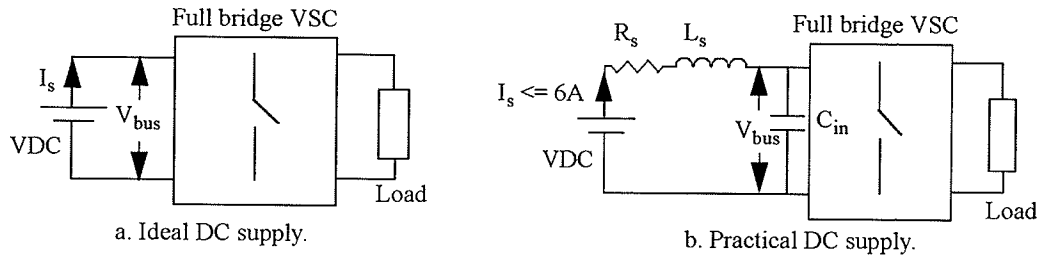 Full bridge VSC
I_s
V_bus
VDC
Load
a. Ideal DC supply.
Full bridge VSC
R_s
L_s
I_s <= 6A
V_bus
C_in
VDC
Load
b. Practical DC supply.